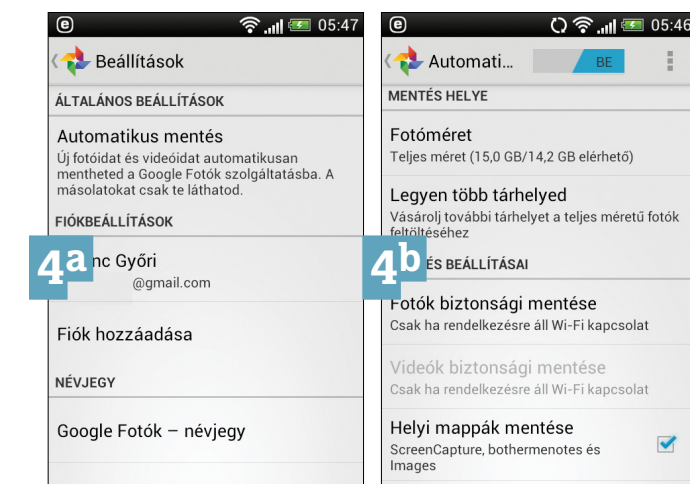 05:47
Beállítások
ÁLTALÁNOS BEÁLLÍTÁSOK
Automatikus mentés
Új fotóidat és videóidat automatikusan
mentheted a Google Fotók szolgáltatásba. A
másolatokat csak te láthatod.
FIÓKBEÁLLÍTÁSOK
4a
nc Győri
@gmail.com
Fiók hozzáadása
NÉVJEGY
Google Fotók – névjegy
05:46
Automati...
BE
MENTÉS HELYE
Fotóméret
Teljes méret (15,0 GB/14,2 GB elérhető)
Legyen több tárhelyed
Vásárolj további tárhelyet a teljes méretű fotók
feltöltéséhez
4b
ÉS BEÁLLÍTÁSAI
Fotók biztonsági mentése
Csak ha rendelkezésre áll Wi-Fi kapcsolat
Videók biztonsági mentése
Csak ha rendelkezésre áll Wi-Fi kapcsolat
Helyi mappák mentése
ScreenCapture, bothermenotes és
Images